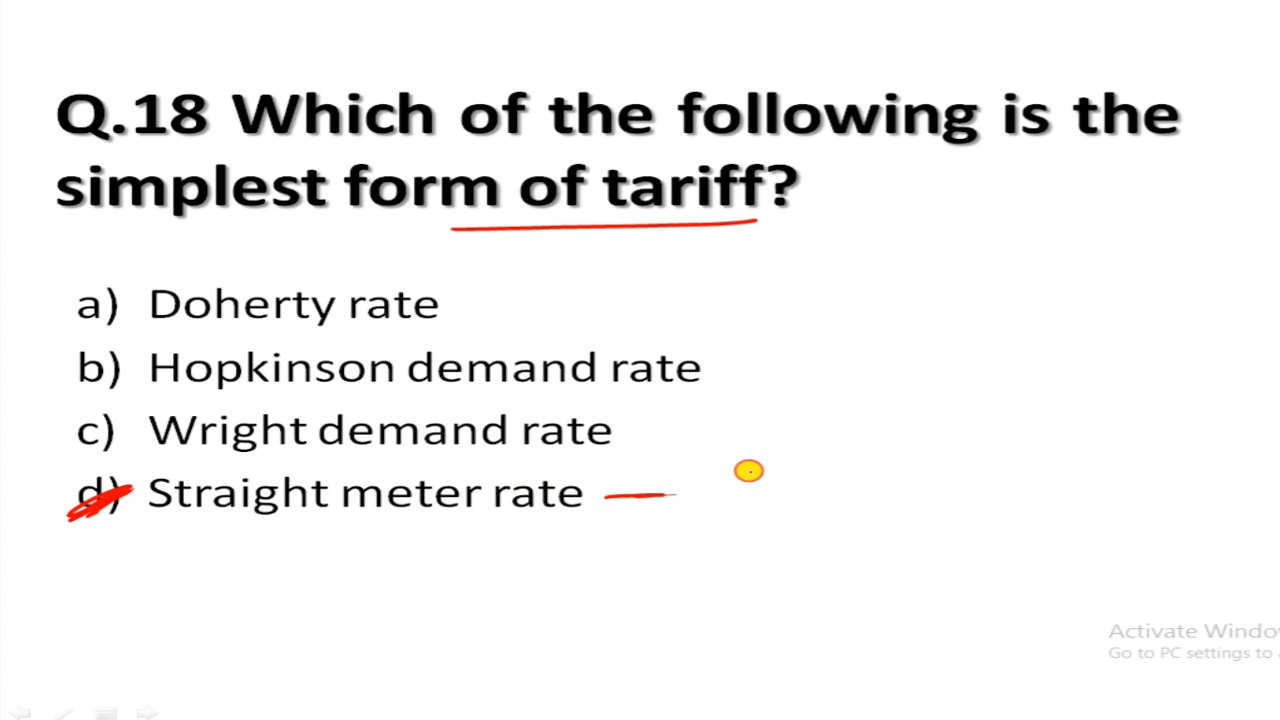 Q.18 Which of the following is the
simplest form of tariff?
a) Doherty rate
b) Hopkinson demand rate
c) Wright demand rate
d) Straight meter rate
Activate Windo
Go to PC settings to